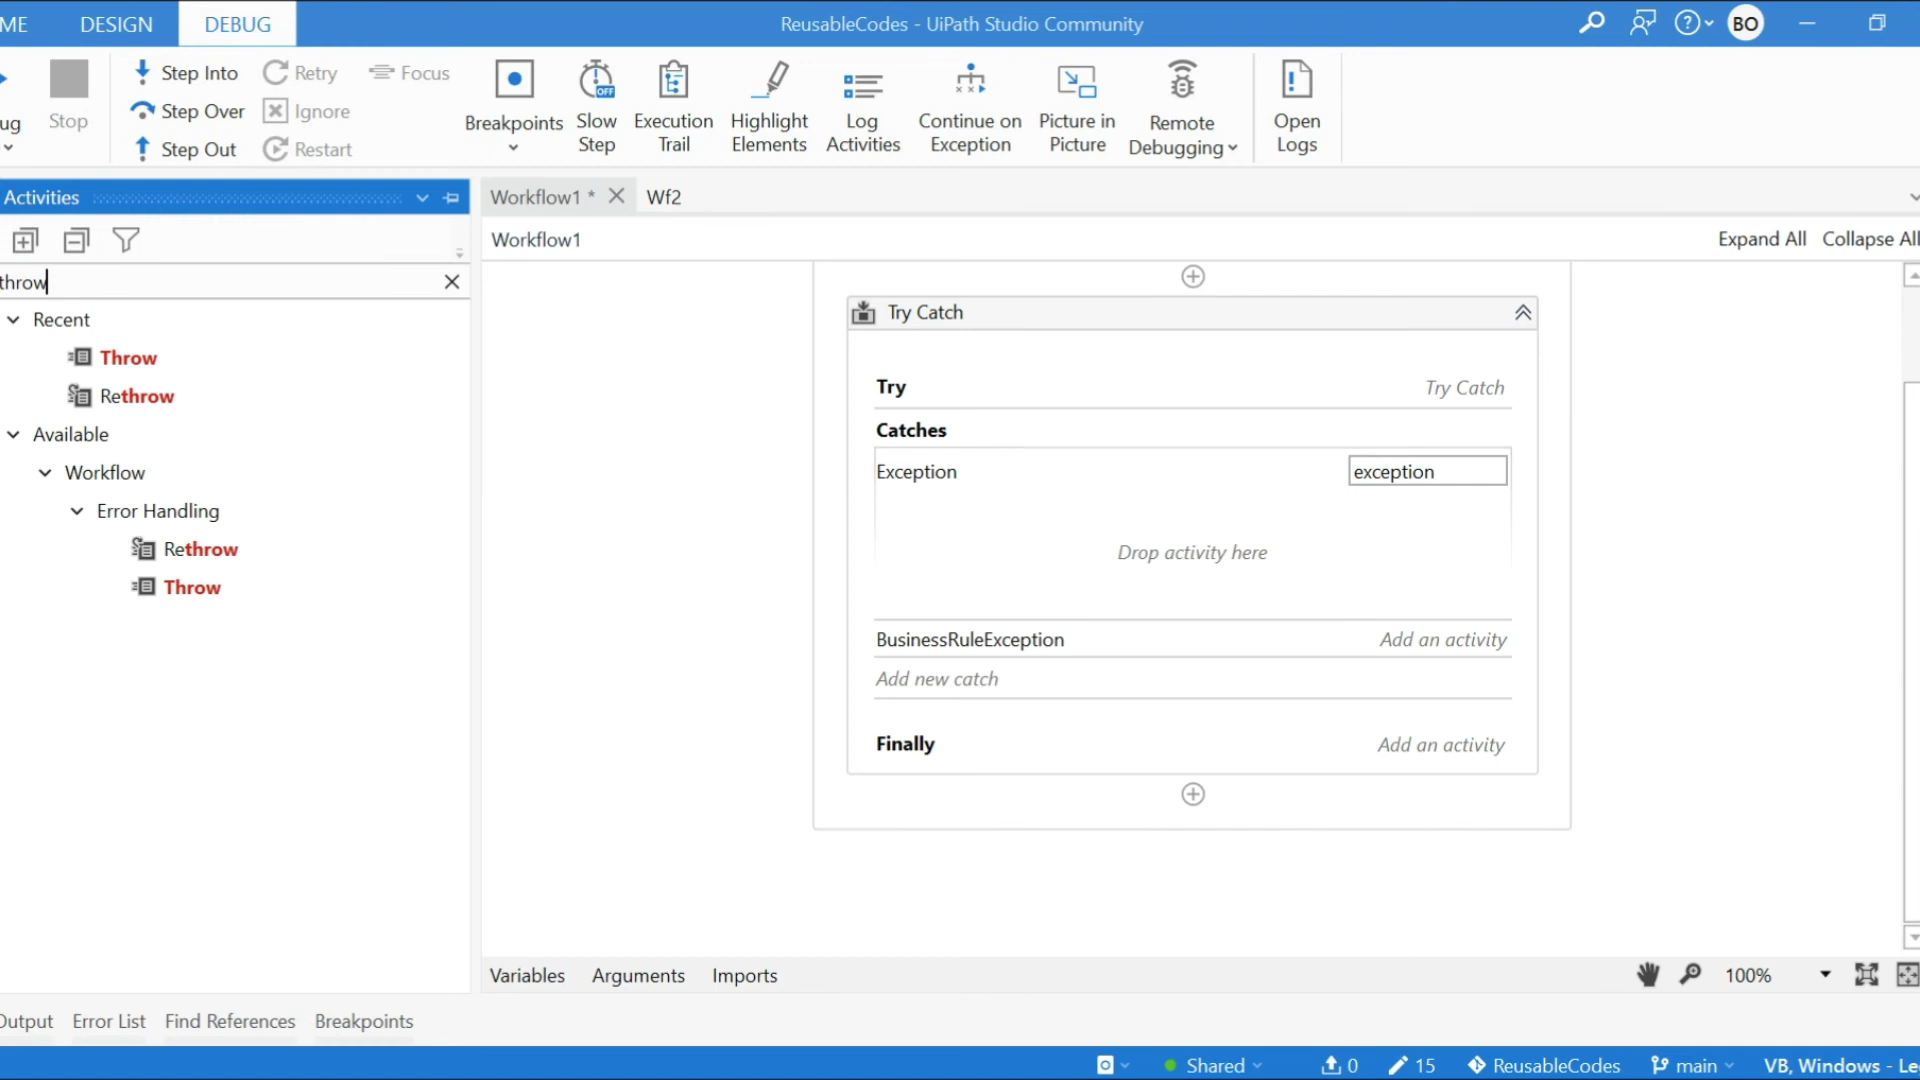 ME DESIGN DEBUG ReusableCodes - UiPath Studio Community BO
ug
Stop
Step Into
Step Over
Step Out
Retry
Ignore
Restart
Focus
Breakpoints
Slow
Step
OFF
Execution
Trail
Highlight
Elements
Log
Activities
Continue on
Exception
Picture in
Picture
Remote
Debugging
Open
Logs
Activities
throw
Recent
Throw
Rethrow
Available
Workflow
Error Handling
Rethrow
Throw
Workflow1 * Wf2
Workflow1 Expand All Collapse All
Try Catch
Try Try Catch
Catches
Exception exception
Drop activity here
BusinessRuleException Add an activity
Add new catch
Finally Add an activity
Variables Arguments Imports 100%
Output Error List Find References Breakpoints
Shared 0 15 ReusableCodes main VB, Windows - Le